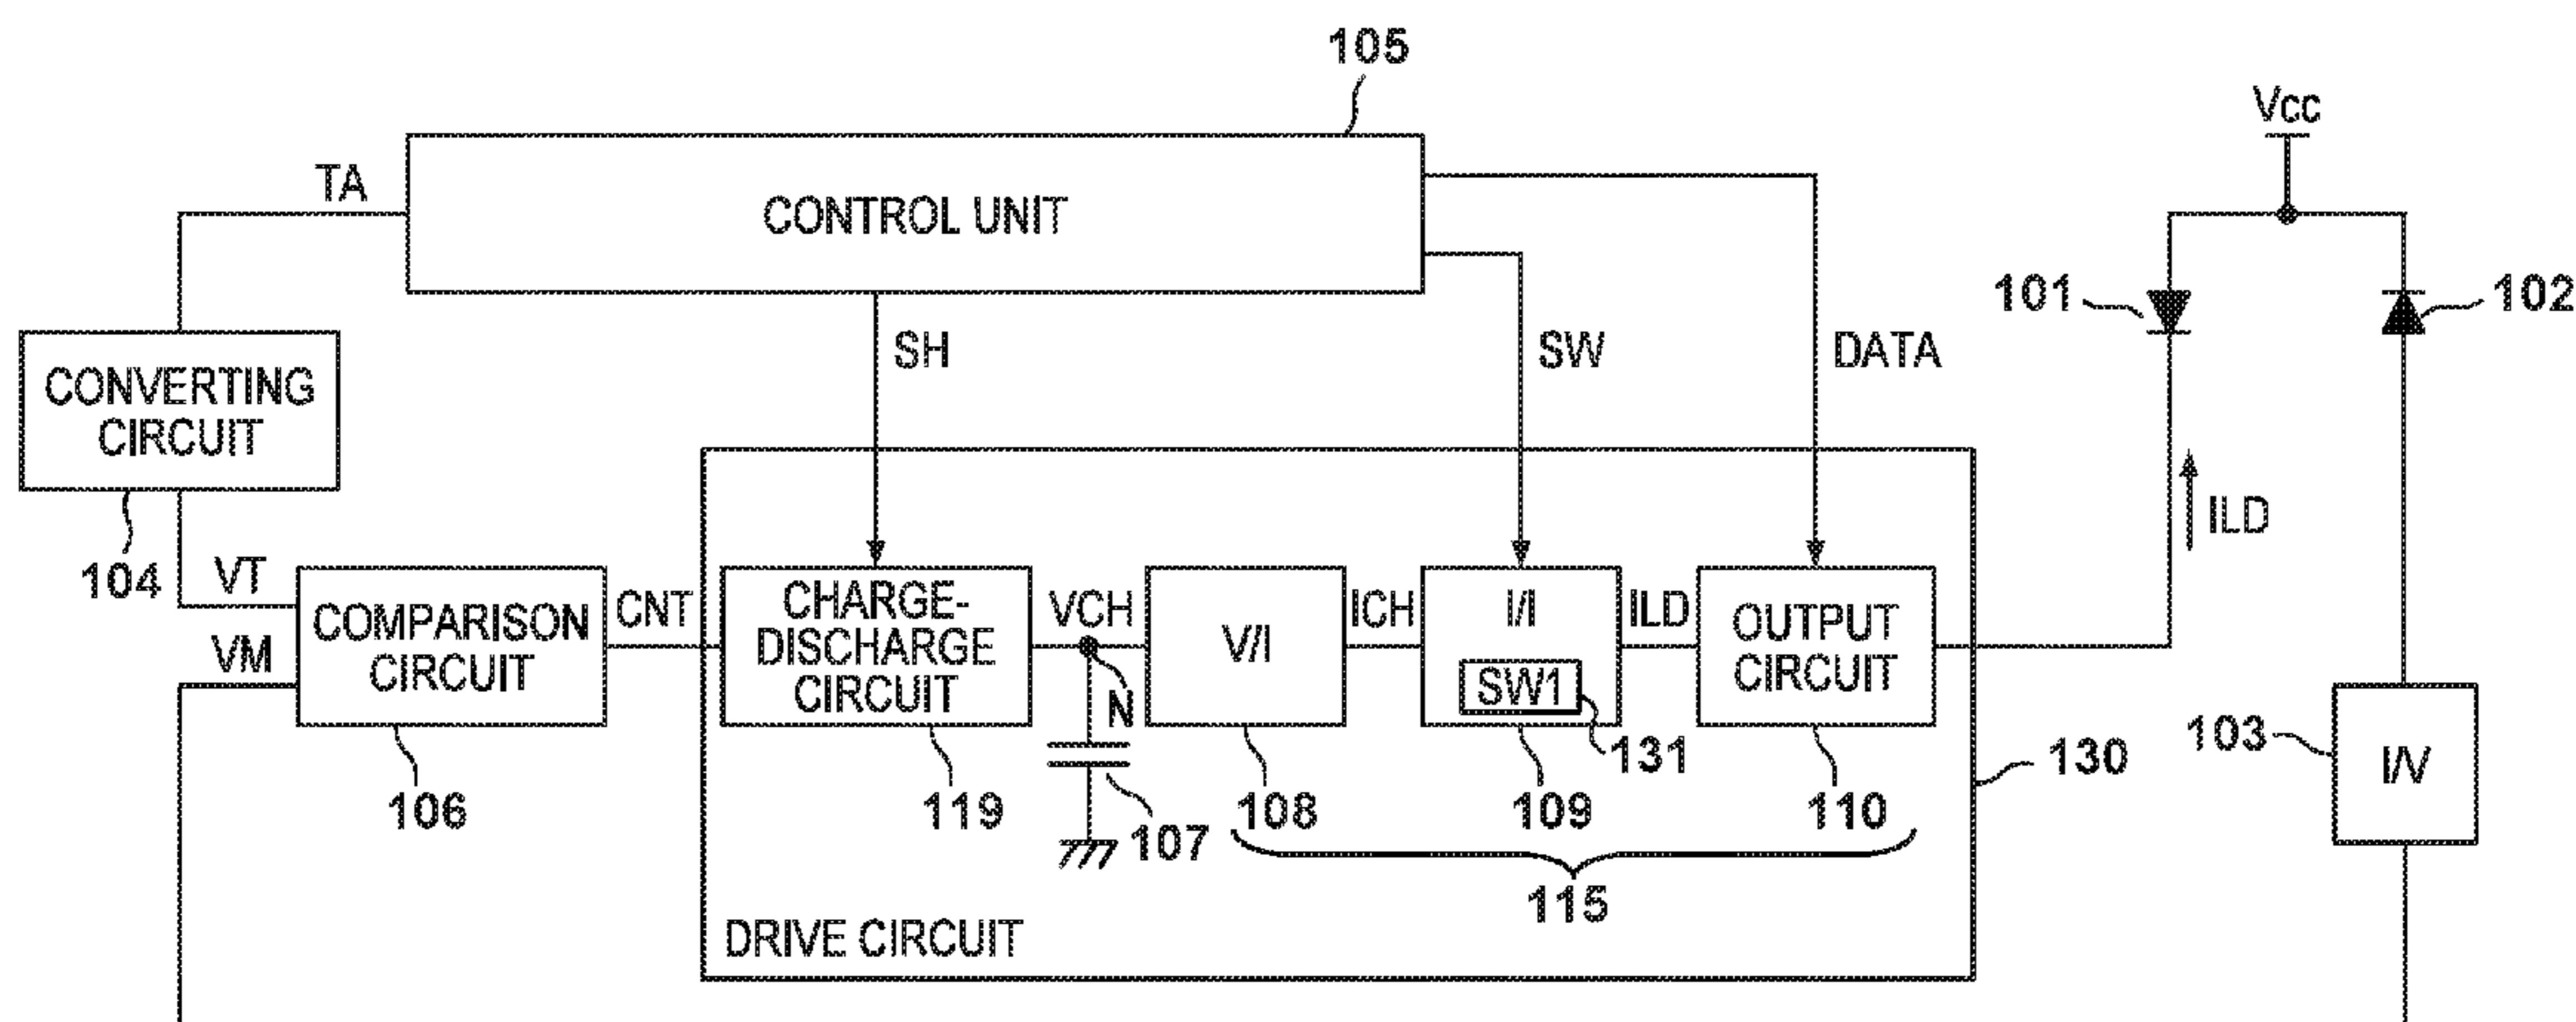 105
Vcc
TA
CONTROL UNIT
101
102
SH
SW
DATA
CONVERTING
CIRCUIT
ILD
104
VT
COMPARISON
CIRCUIT
VM
CNT
CHARGE-
DISCHARGE
CIRCUIT
VCH
N
V/I
ICH
I/I
SW1
ILD
OUTPUT
CIRCUIT
103
I/V
131
130
106
119
107
108
109
110
115
DRIVE CIRCUIT